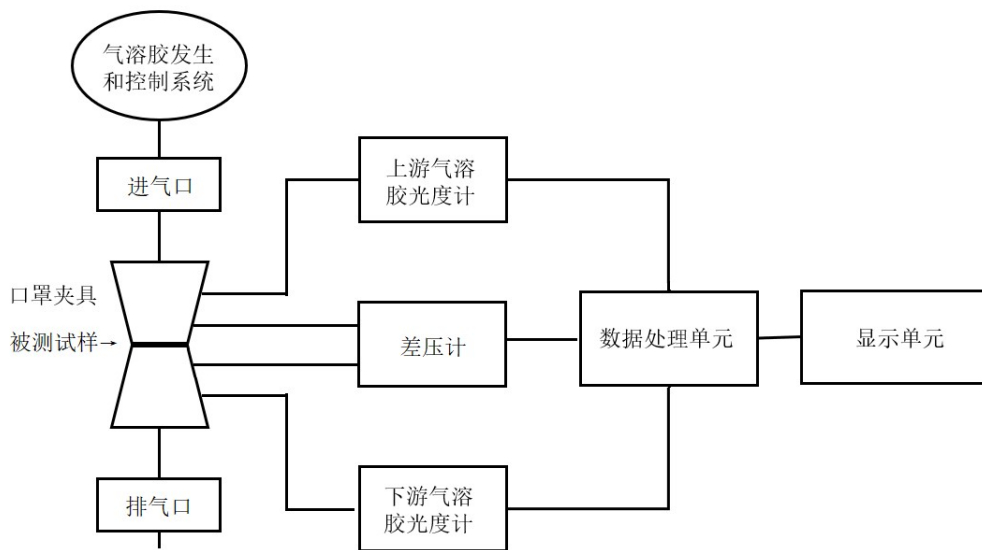 气溶胶发生
和控制系统
进气口
上游气溶
胶光度计
口罩夹具
被测试样→
差压计
数据处理单元
显示单元
排气口
下游气溶
胶光度计